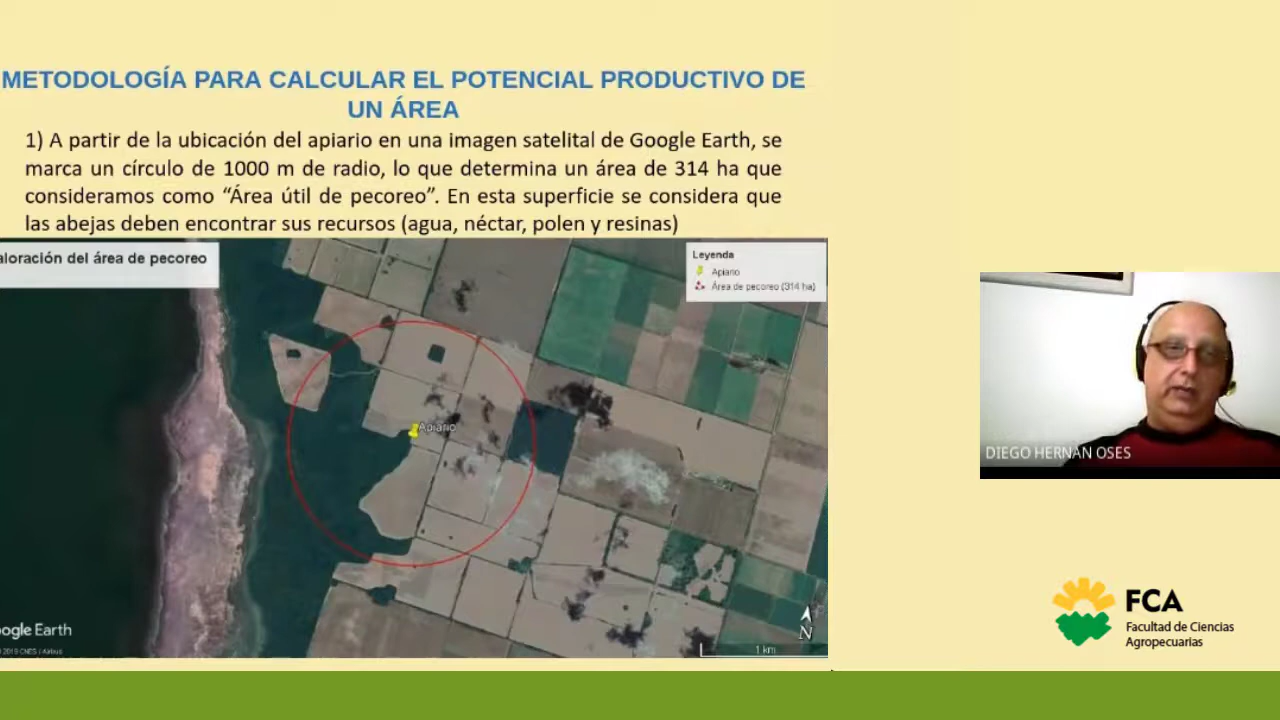 METODOLOGÍA PARA CALCULAR EL POTENCIAL PRODUCTIVO DE
UN ÁREA
1) A partir de la ubicación del apiario en una imagen satelital de Google Earth, se
marca un círculo de 1000 m de radio, lo que determina un área de 314 ha que
consideramos como “Área útil de pecoreo”. En esta superficie se considera que
las abejas deben encontrar sus recursos (agua, néctar, polen y resinas)
aloración del área de pecoreo
Leyenda
Apiario
Área de pecoreo (314 ha)
Apiario
DIEGO HERNAN OSES
FCA
Facultad de Ciencias
Agropecuarias
ogle Earth
2019 CNES / Airbus
N
1 km